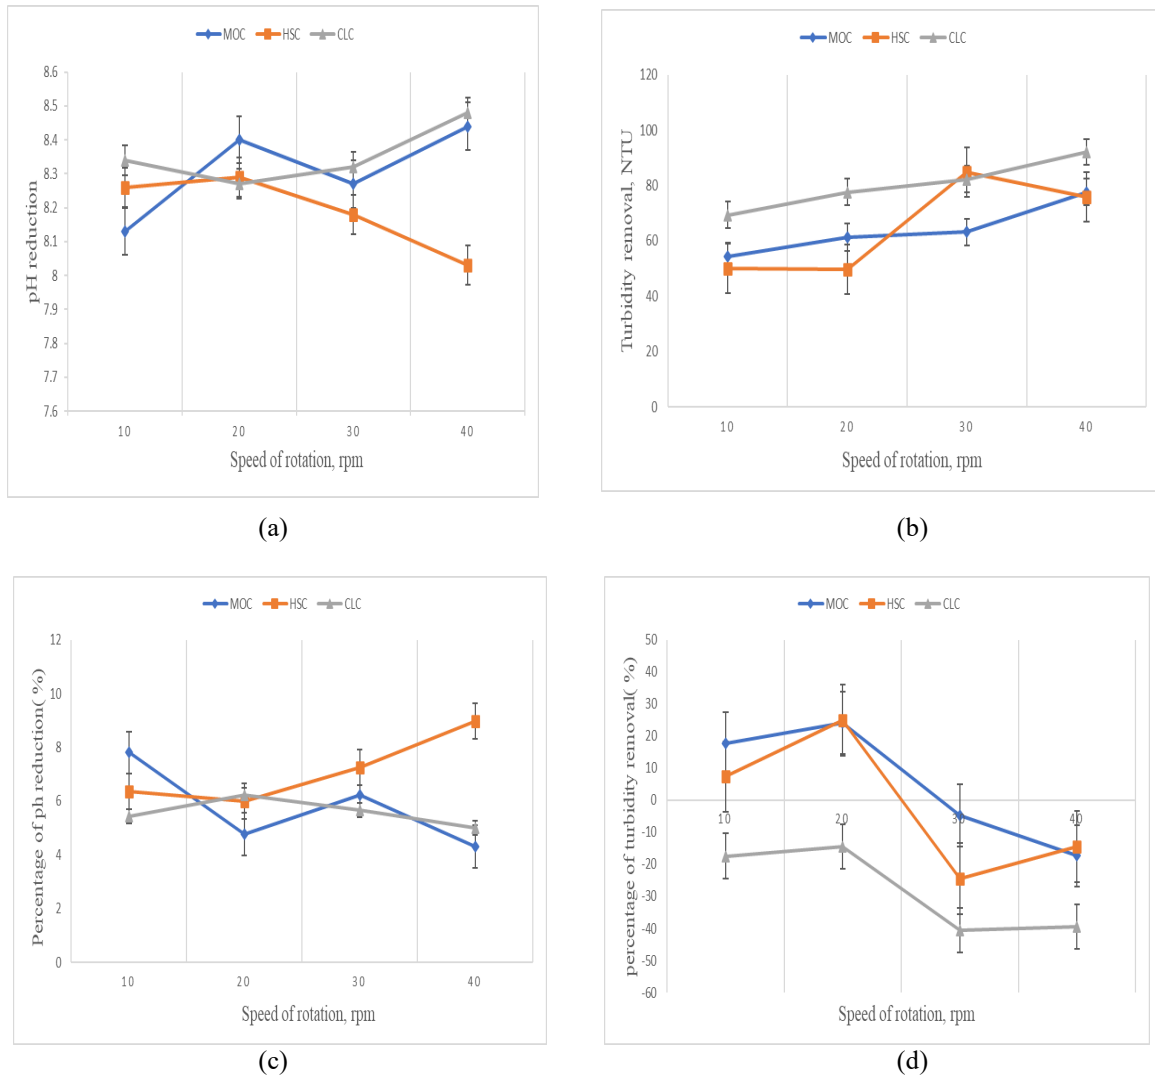 MOC HSC CLC
8.6
8.5
8.4
8.3
8.2
8.1
8
7.9
7.8
7.7
7.6
pH reduction
10 20 30 40
Speed of rotation, rpm
(a)
MOC HSC CLC
120
100
80
60
40
20
0
Turbidity removal, NTU
10 20 30 40
Speed of rotation, rpm
(b)
MOC HSC CLC
12
10
8
6
4
2
0
Percentage of ph reduction( %)
10 20 30 40
Speed of rotation, rpm
(c)
MOC HSC CLC
50
40
30
20
10
0
-10
-20
-30
-40
-50
-60
percentage of turbidity removal( %)
10 20 30 40
Speed of rotation, rpm
(d)